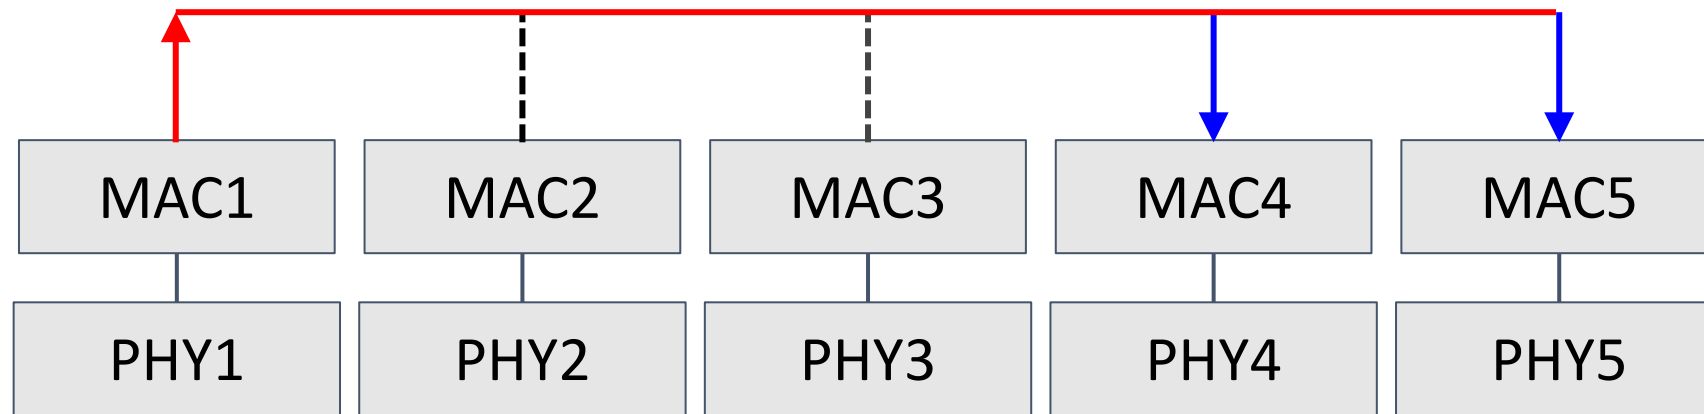 MAC1 MAC2 MAC3 MAC4 MAC5
PHY1 PHY2 PHY3 PHY4 PHY5